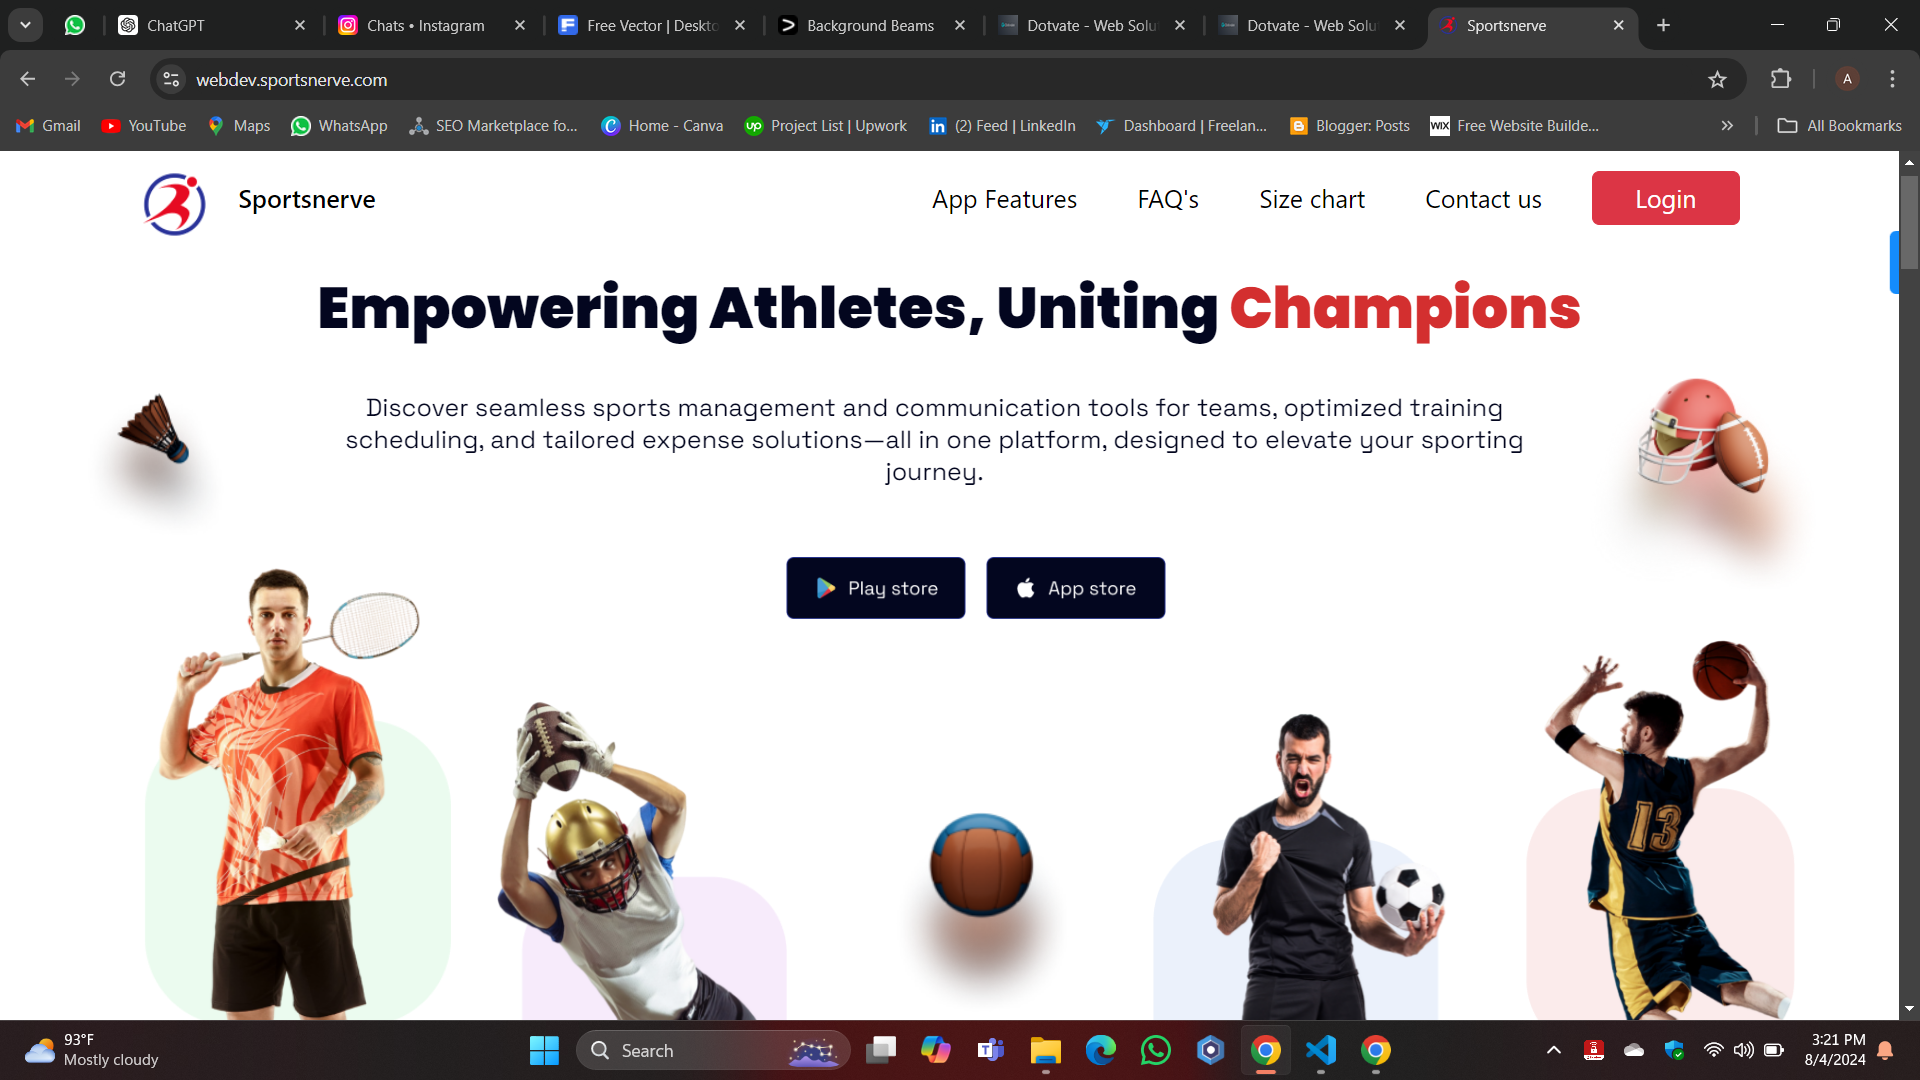 ChatGPT
Chats • Instagram
Free Vector | Deskto
Background Beams
Dotvate - Web Solu
Dotvate - Web Solu
Sportsnerve
webdev.sportsnerve.com
A
Gmail
YouTube
Maps
WhatsApp
SEO Marketplace fo...
Home - Canva
up Project List | Upwork
in (2) Feed | LinkedIn
Dashboard | Freelan...
Blogger: Posts
WIX Free Website Builde...
All Bookmarks
Sportsnerve
App Features
FAQ's
Size chart
Contact us
Login
Empowering Athletes, Uniting Champions
Discover seamless sports management and communication tools for teams, optimized training
scheduling, and tailored expense solutions—all in one platform, designed to elevate your sporting
journey.
Play store
App store
13
93°F
Mostly cloudy
Search
3:21 PM
8/4/2024